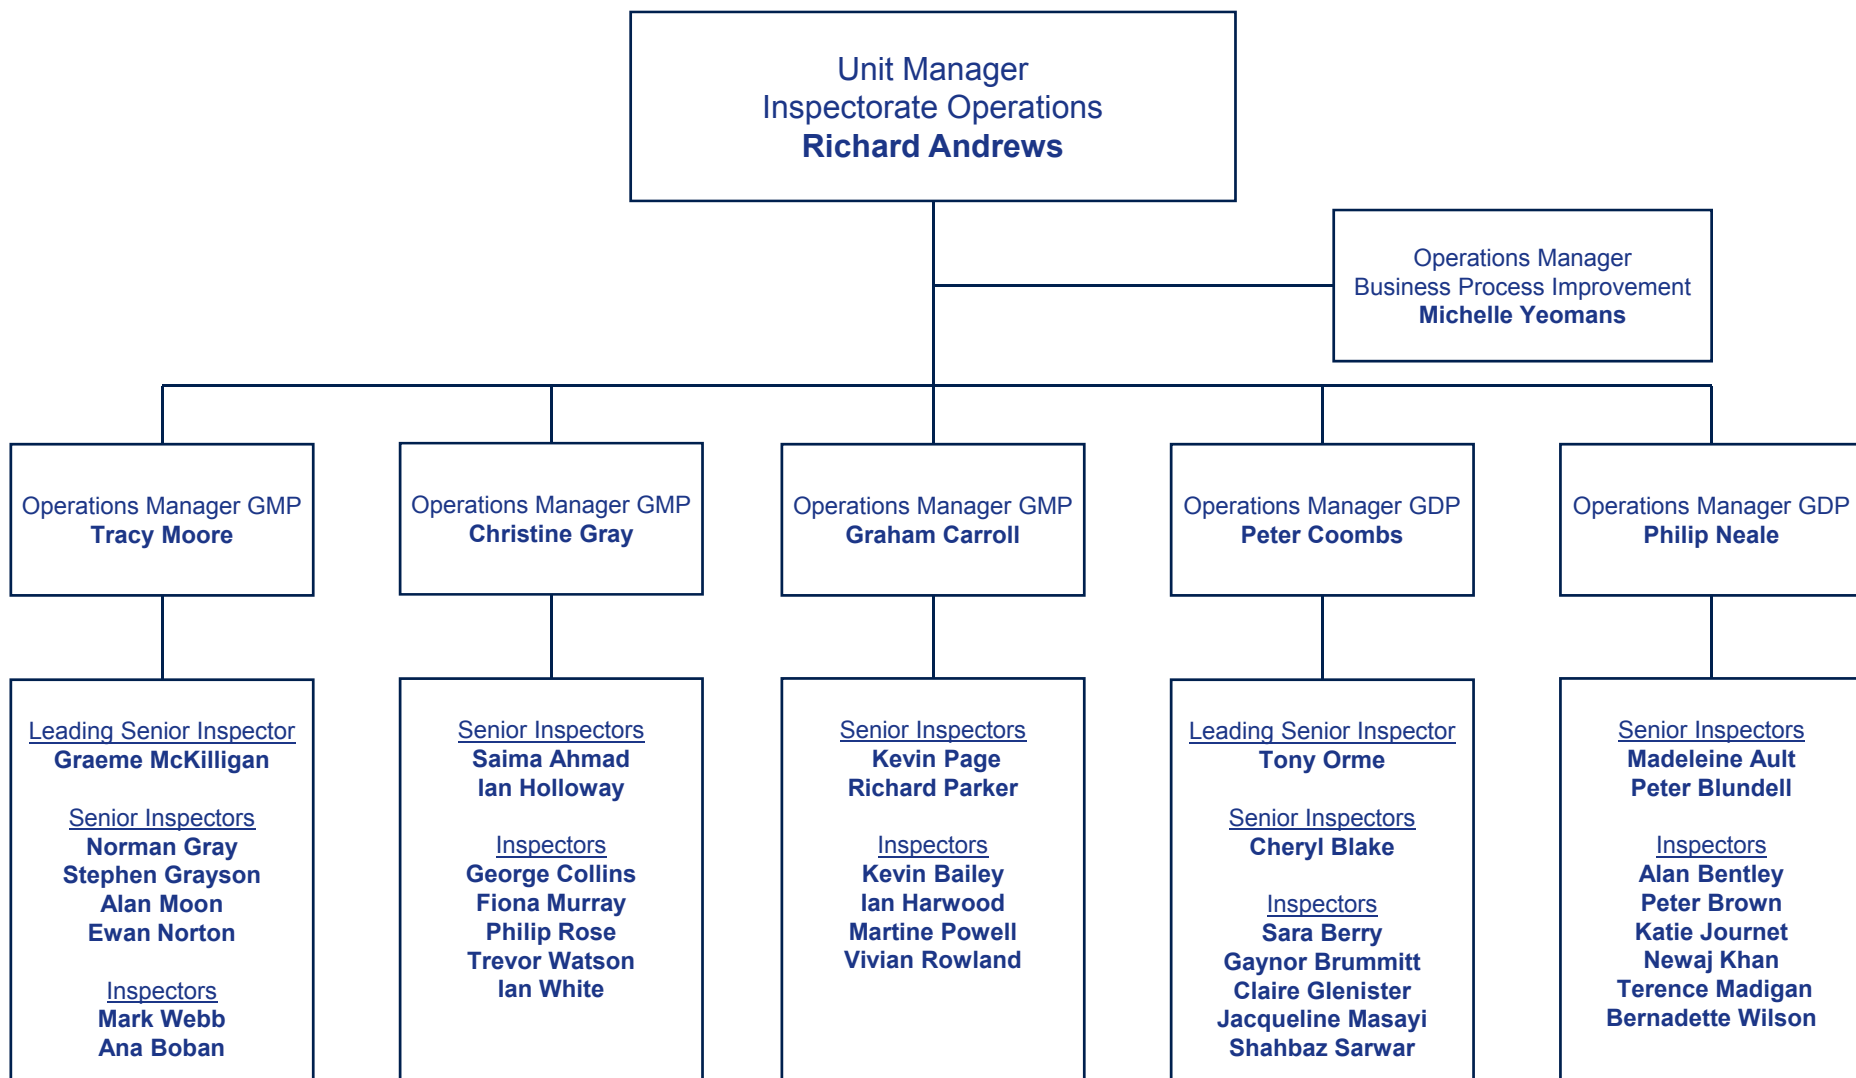 Unit Manager
Inspectorate Operations
Richard Andrews
Operations Manager
Business Process Improvement
Michelle Yeomans
Operations Manager GMP
Tracy Moore
Operations Manager GMP
Christine Gray
Operations Manager GMP
Graham Carroll
Operations Manager GDP
Peter Coombs
Operations Manager GDP
Philip Neale
Leading Senior Inspector
Graeme McKilligan
Senior Inspectors
Norman Gray
Stephen Grayson
Alan Moon
Ewan Norton
Inspectors
Mark Webb
Ana Boban
Senior Inspectors
Saima Ahmad
Ian Holloway
Inspectors
George Collins
Fiona Murray
Philip Rose
Trevor Watson
Ian White
Senior Inspectors
Kevin Page
Richard Parker
Inspectors
Kevin Bailey
Ian Harwood
Martine Powell
Vivian Rowland
Leading Senior Inspector
Tony Orme
Senior Inspectors
Cheryl Blake
Inspectors
Sara Berry
Gaynor Brummitt
Claire Glenister
Jacqueline Masayi
Shahbaz Sarwar
Senior Inspectors
Madeleine Ault
Peter Blundell
Inspectors
Alan Bentley
Peter Brown
Katie Journet
Newaj Khan
Terence Madigan
Bernadette Wilson